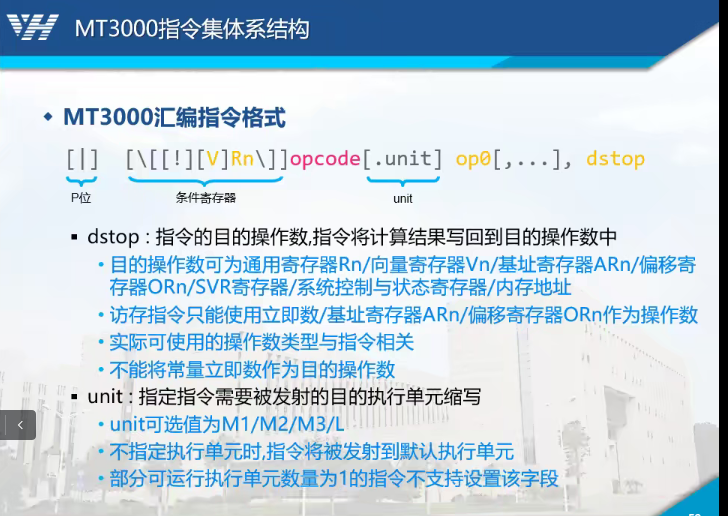 MT3000指令集体系结构
MT3000汇编指令格式
[|] [\[[!][V]Rn\]]opcode[.unit] op0[,...], dstop
P位 条件寄存器 unit
dstop : 指令的目的操作数,指令将计算结果写回到目的操作数中
目的操作数可为通用寄存器Rn/向量寄存器Vn/基址寄存器ARn/偏移寄
存器ORn/SVR寄存器/系统控制与状态寄存器/内存地址
访存指令只能使用立即数/基址寄存器ARn/偏移寄存器ORn作为操作数
实际可使用的操作数类型与指令相关
不能将常量立即数作为目的操作数
unit : 指定指令需要被发射的目的执行单元缩写
unit可选值为M1/M2/M3/L
不指定执行单元时,指令将被发射到默认执行单元
部分可运行执行单元数量为1的指令不支持设置该字段